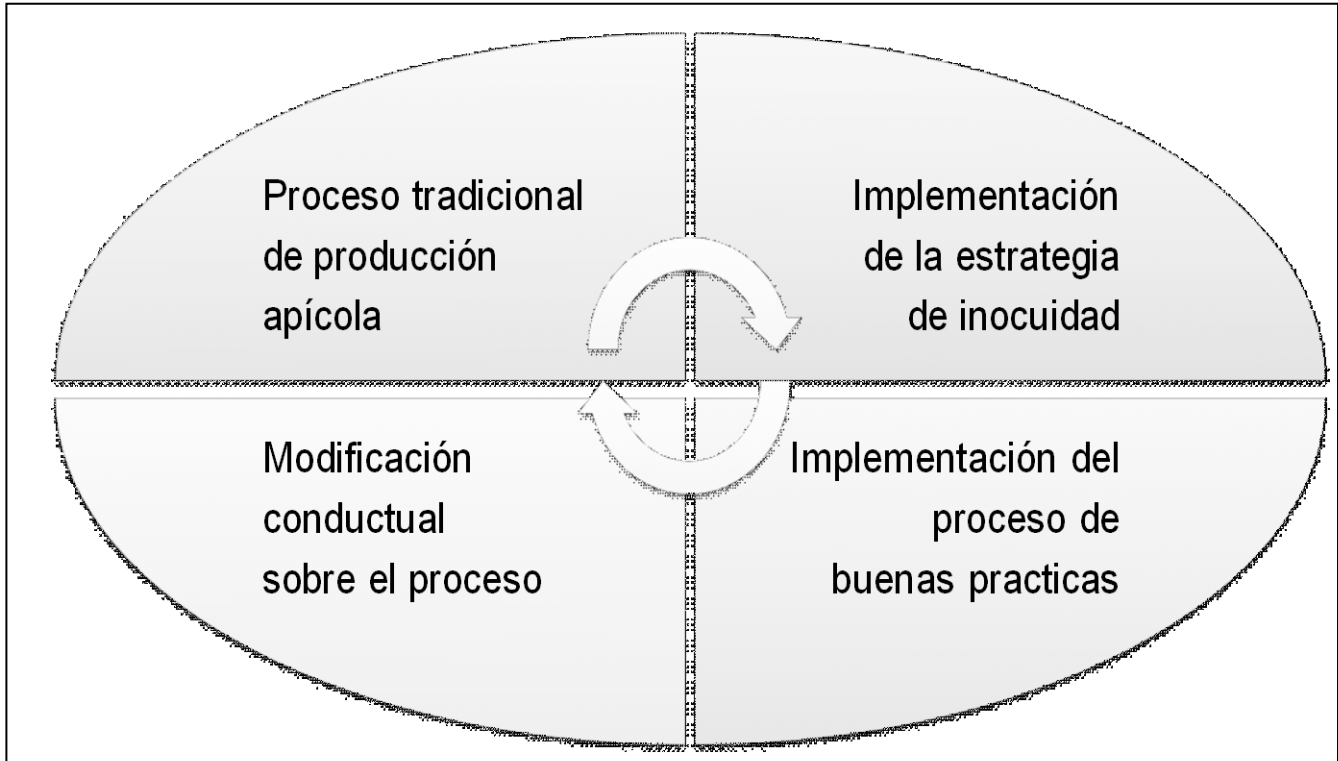 Proceso tradicional
de producción
apícola
Implementación
de la estrategia
de inocuidad
Modificación
conductual
sobre el proceso
Implementación del
proceso de
buenas practicas